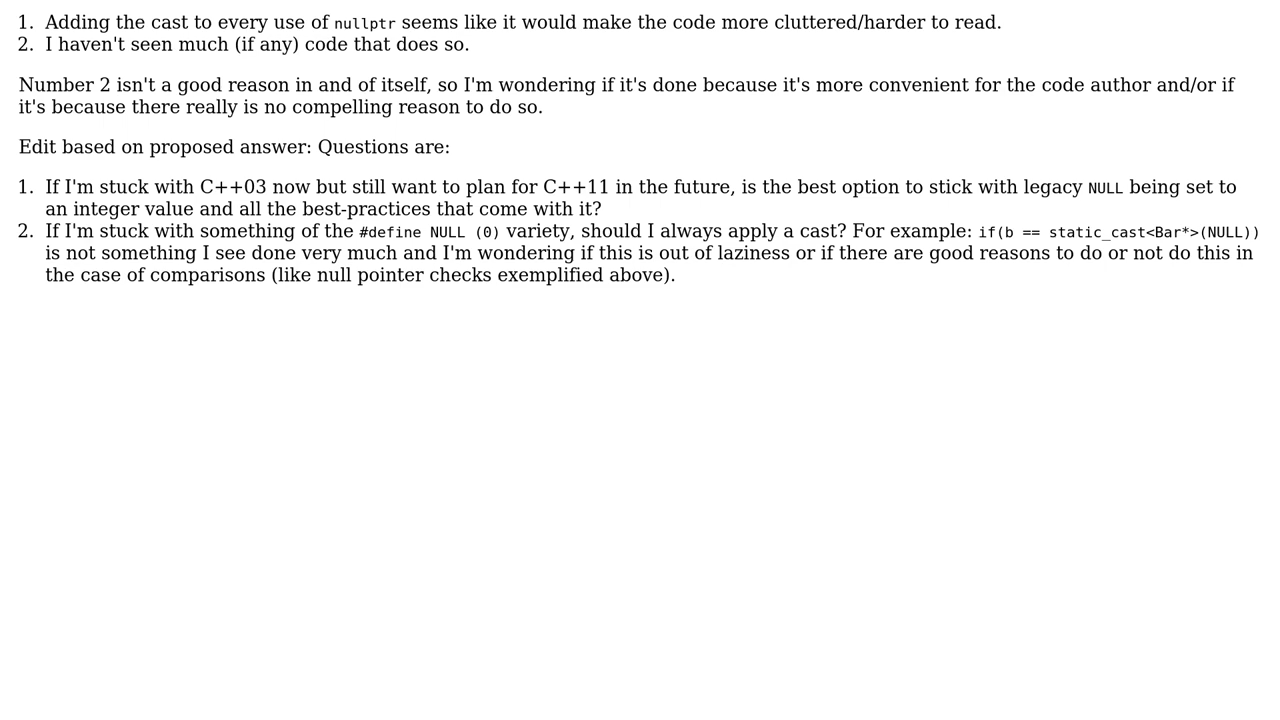 1. Adding the cast to every use of nullptr seems like it would make the code more cluttered/harder to read.
2. I haven't seen much (if any) code that does so.
Number 2 isn't a good reason in and of itself, so I'm wondering if it's done because it's more convenient for the code author and/or if
it's because there really is no compelling reason to do so.
Edit based on proposed answer: Questions are:
1. If I'm stuck with C++03 now but still want to plan for C++11 in the future, is the best option to stick with legacy NULL being set to
an integer value and all the best-practices that come with it?
2. If I'm stuck with something of the #define NULL (0) variety, should I always apply a cast? For example: if(b == static_cast<Bar*>(NULL))
is not something I see done very much and I'm wondering if this is out of laziness or if there are good reasons to do or not do this in
the case of comparisons (like null pointer checks exemplified above).